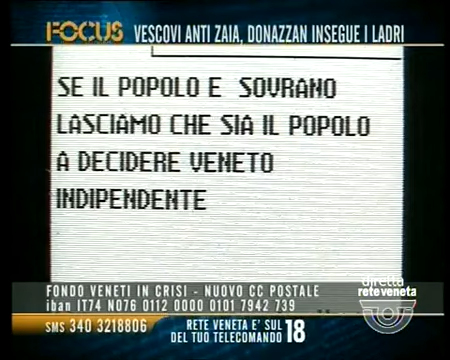 FOCUS VESCOVI ANTI ZAIA, DONAZZAN INSEGUE I LADRI
SE IL POPOLO E SOVRANO
LASCIAMO CHE SIA IL POPOLO
A DECIDERE VENETO
INDIPENDENTE
diretta
reteveneta
FONDO VENETI IN CRISI - NUOVO CC POSTALE
iban IT74 N076 0112 0000 0101 7942 739
SMS 340 3218806
RETE VENETA E' SUL
DEL TUO TELECOMANDO 18